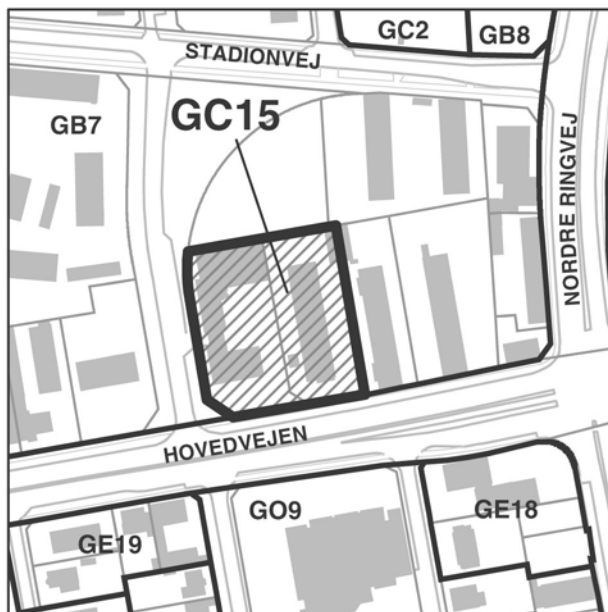 GC2
GB8
STADIONVEJ
GC15
GB7
NORDRE RINGVEJ
HOVEDVEJEN
GO9
GE18
GE19